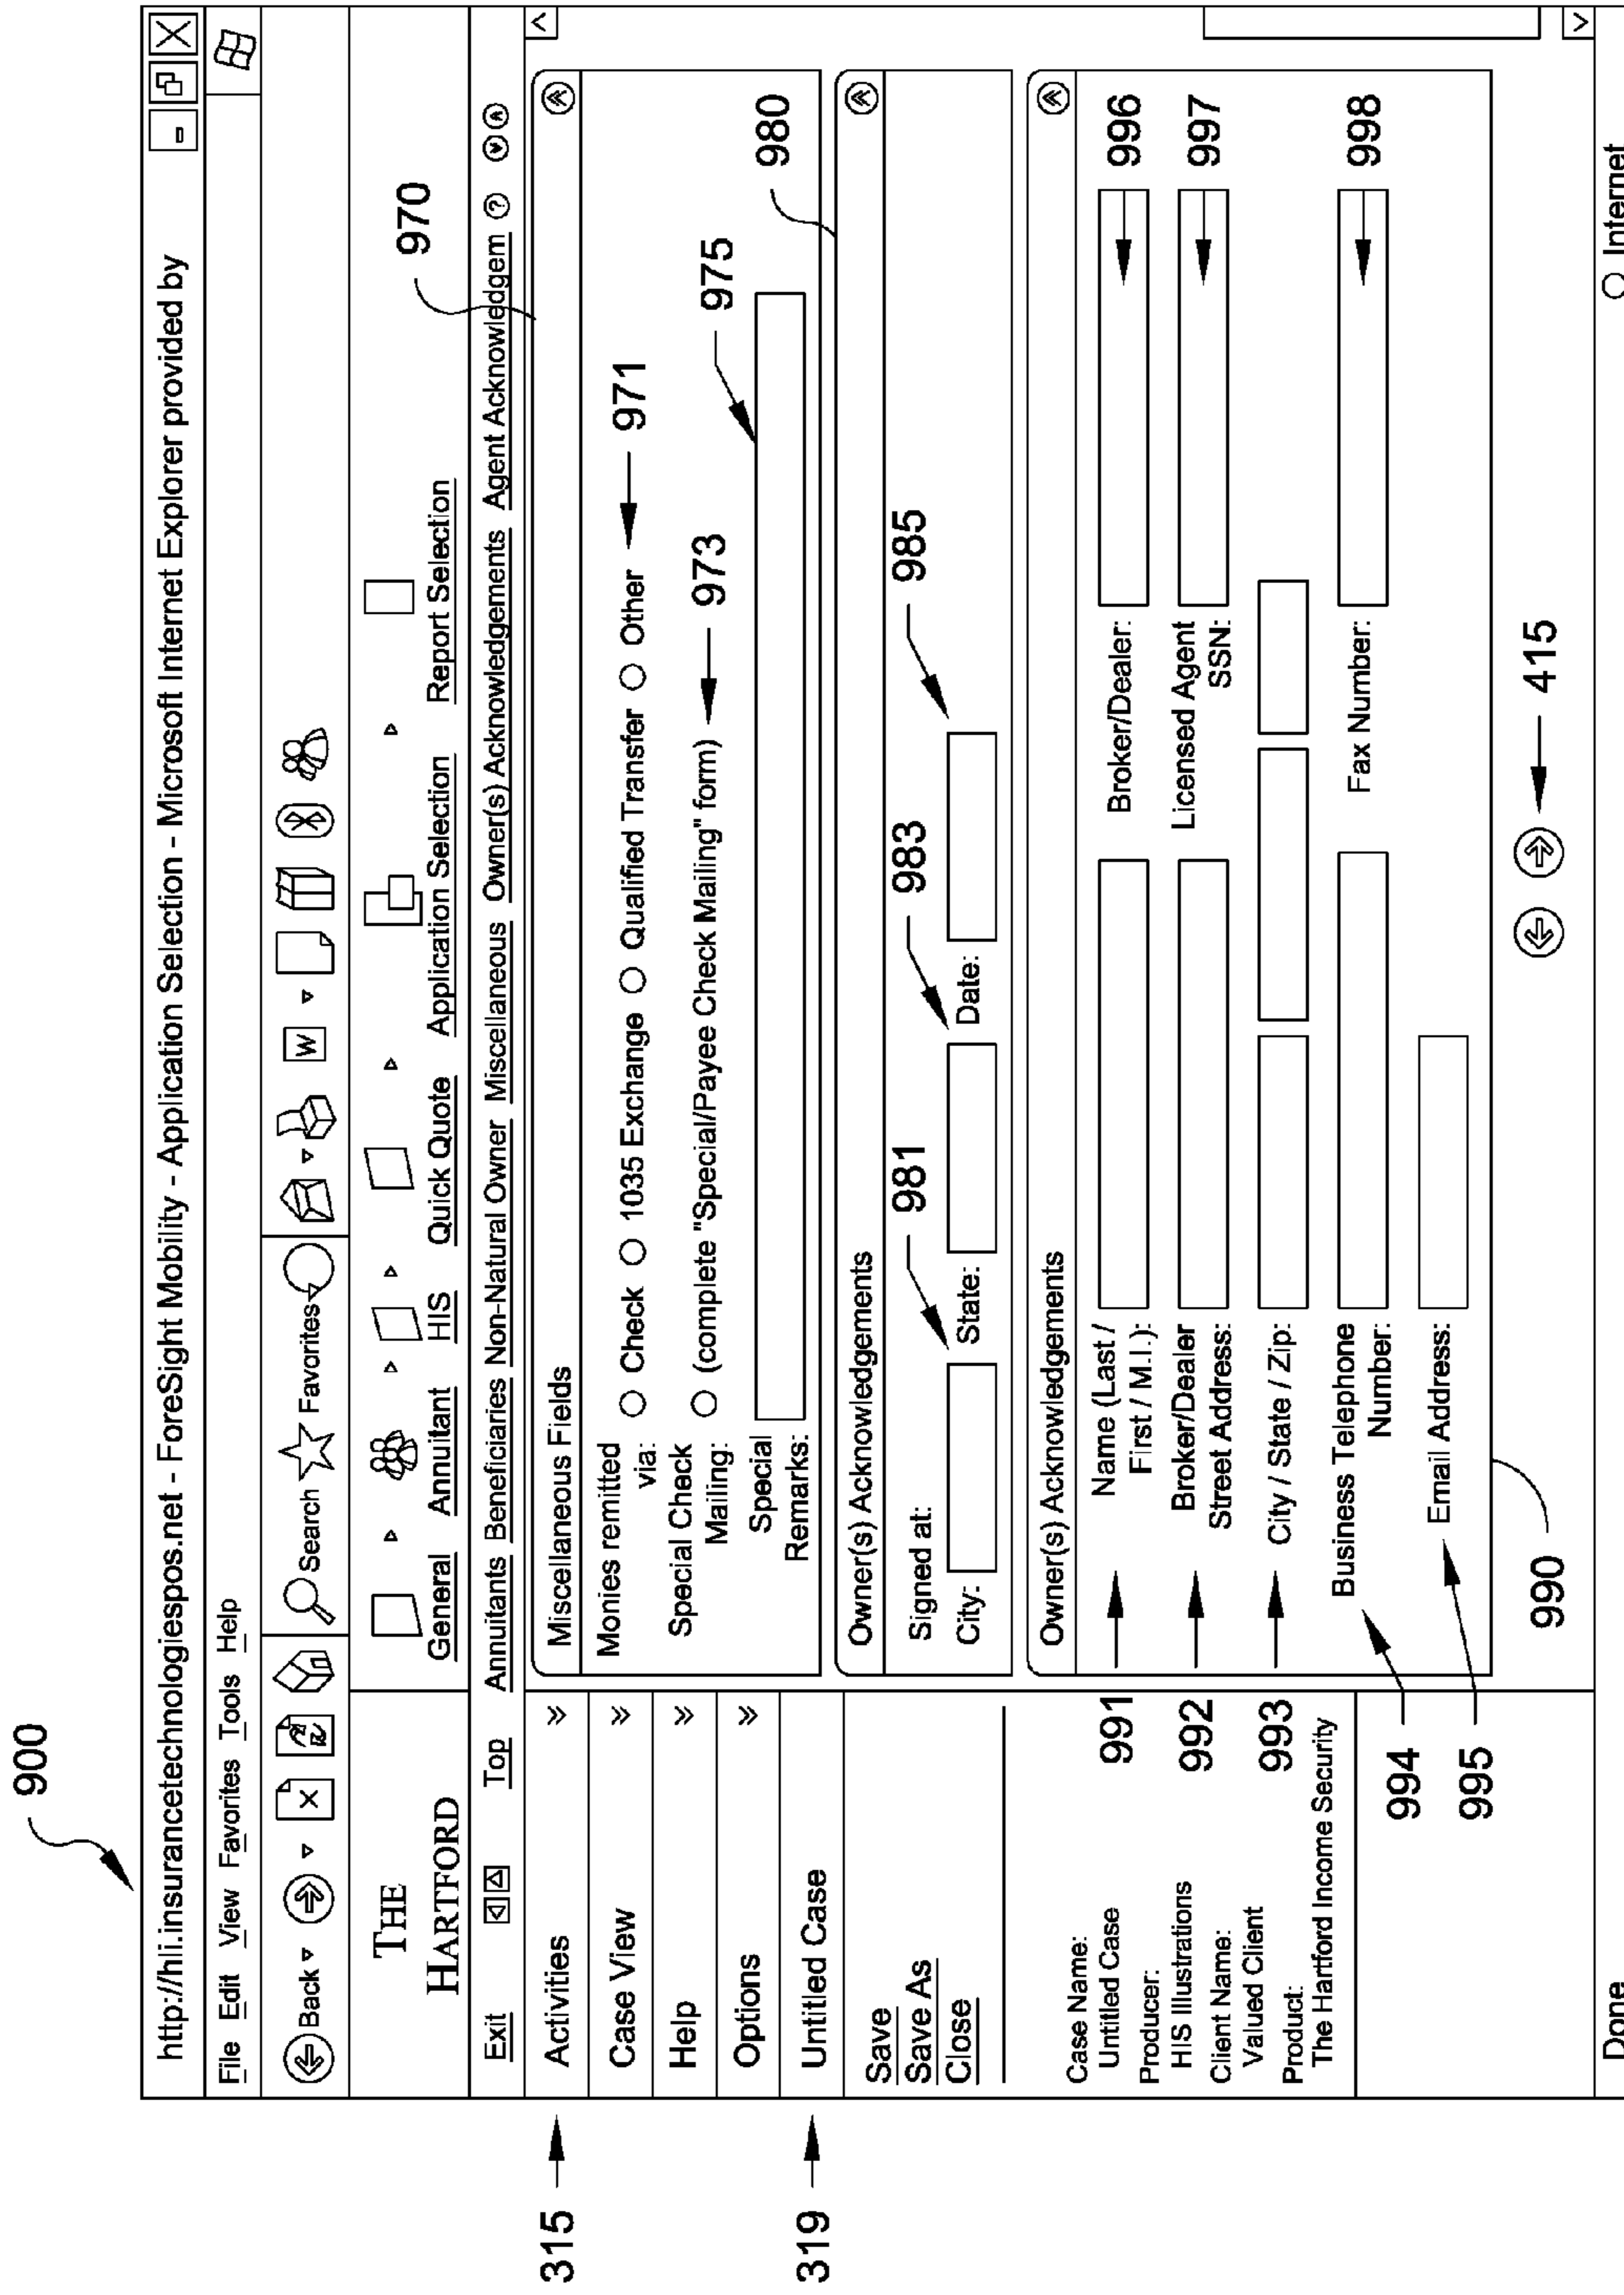 900
http://hli.insurancetechnologiespos.net - ForeSight Mobility - Application Selection - Microsoft Internet Explorer provided by
File Edit View Favorites Tools Help
Back Search Favorites W
THE
HARTFORD
General Annuitant HIS Quick Quote Application Selection Report Selection
970
Exit Top Annuitants Beneficiaries Non-Natural Owner Miscellaneous Owner(s) Acknowledgements Agent Acknowledgem ?
315
Activities
Case View
Help
Options
319
Untitled Case
Save
Save As
Close
Case Name:
Untitled Case
Producer:
HIS Illustrations
Client Name:
Valued Client
Product:
The Hartford Income Security
Miscellaneous Fields
Monies remitted
via:
Check 1035 Exchange Qualified Transfer Other 971
Special Check
Mailing:
(complete "Special/Payee Check Mailing" form) 973
975
Special
Remarks:
980
Owner(s) Acknowledgements
Signed at: 981 983 985
City: State: Date:
Owner(s) Acknowledgements
991 Name (Last /
First / M.I.):
Broker/Dealer: 996
992 Broker/Dealer
Street Address:
Licensed Agent
SSN:
997
993 City / State / Zip:
994 Business Telephone
Number:
Fax Number: 998
995 Email Address:
990
415
Done Internet